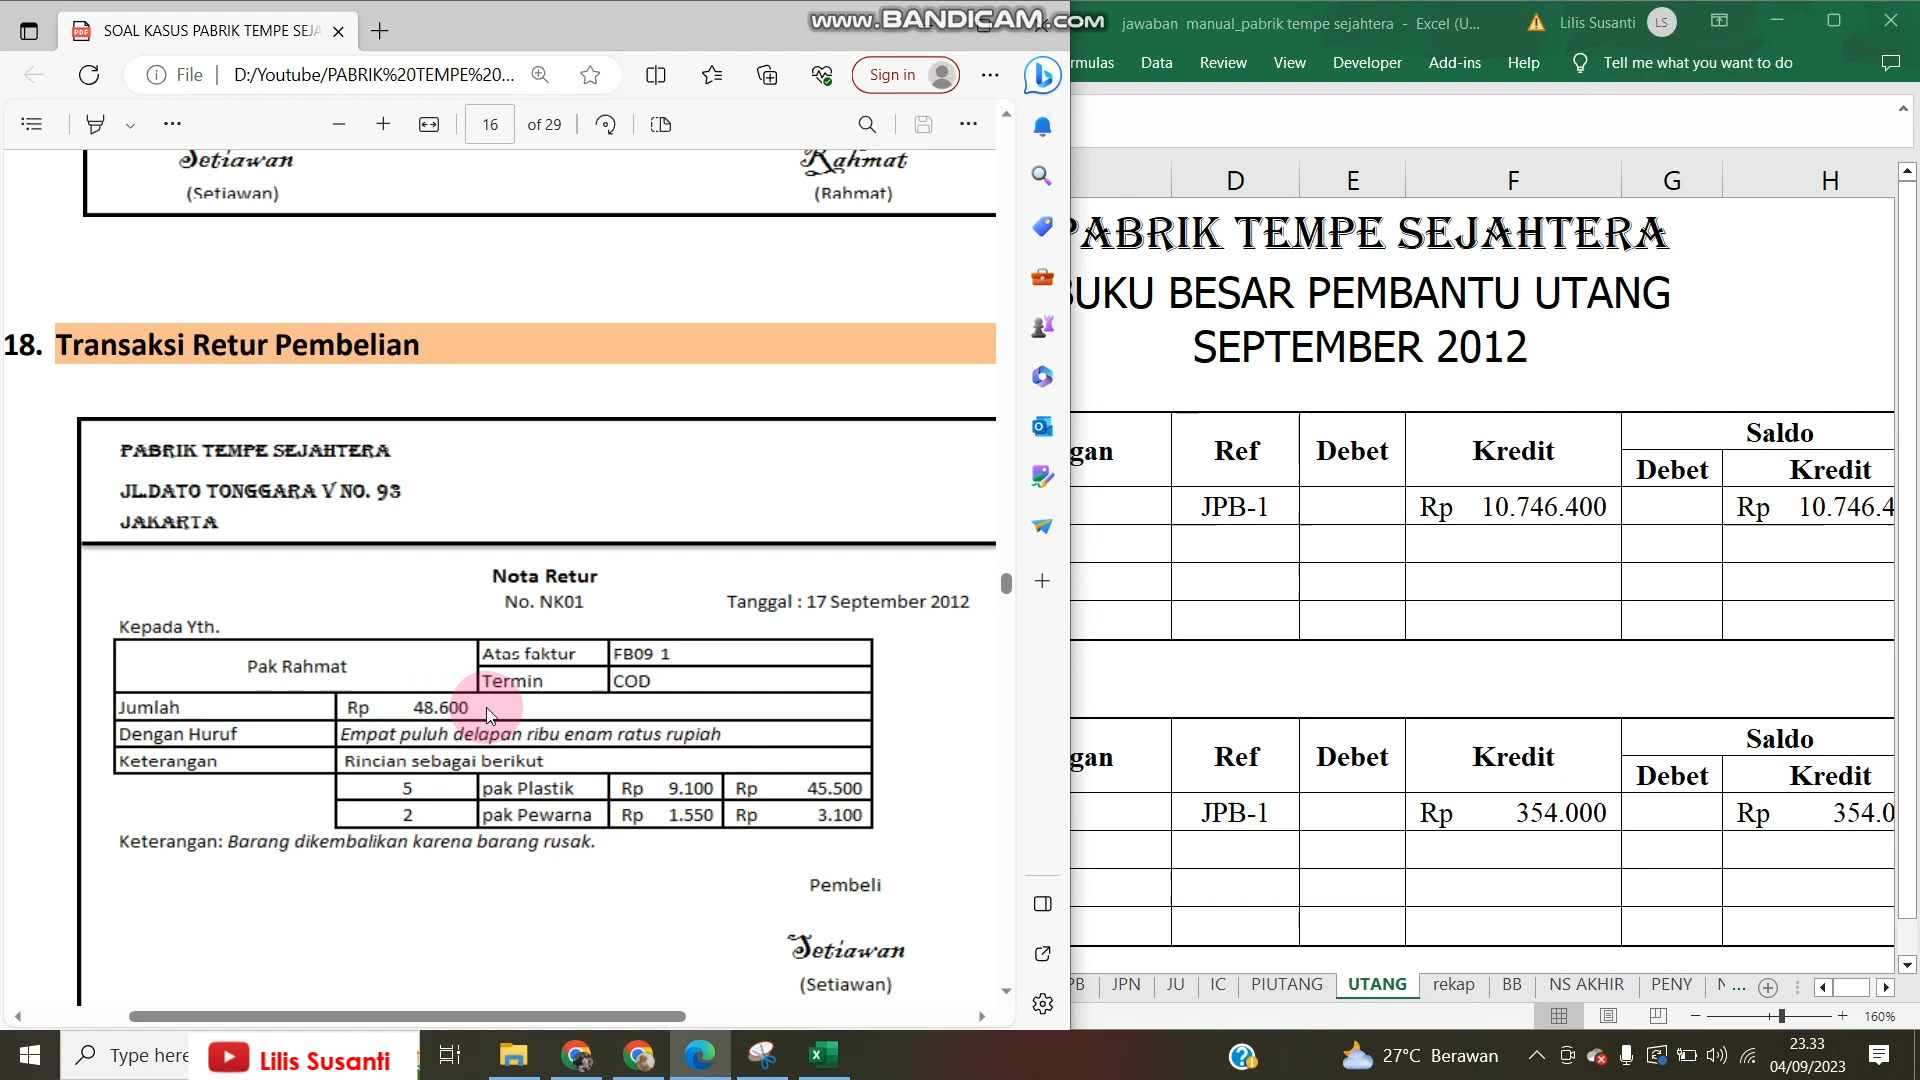 www.BANDICAM.com
SOAL KASUS PABRIK TEMPE SEJA
File
D:/Youtube/PABRIK%20TEMPE%20...
Sign in
16
of 29
Setiawan
Rahmat
(Setiawan)
(Rahmat)
18. Transaksi Retur Pembelian
PABRIK TEMPE SEJAHTERA
JL.DATO TONGGARA V NO. 93
JAKARTA
Nota Retur
No. NK01
Tanggal : 17 September 2012
Kepada Yth.
Pak Rahmat
Atas faktur FB09 1
Termin COD
Jumlah Rp 48.600
Dengan Huruf Empat puluh delapan ribu enam ratus rupiah
Keterangan Rincian sebagai berikut
5 pak Plastik Rp 9.100 Rp 45.500
2 pak Pewarna Rp 1.550 Rp 3.100
Keterangan: Barang dikembalikan karena barang rusak.
Pembeli
Setiawan
(Setiawan)
jawaban manual_pabrik tempe sejahtera - Excel (U...
Lilis Susanti
LS
rmulas Data Review View Developer Add-ins Help Tell me what you want to do
D E F G H
PABRIK TEMPE SEJAHTERA
BUKU BESAR PEMBANTU UTANG
SEPTEMBER 2012
gan Ref Debet Kredit Saldo
Debet Kredit
JPB-1 Rp 10.746.400 Rp 10.746.4
gan Ref Debet Kredit Saldo
Debet Kredit
JPB-1 Rp 354.000 Rp 354.0
PB JPN JU IC PIUTANG UTANG rekap BB NS AKHIR PENY N ...
160%
Type here
Lilis Susanti
27°C Berawan
23.33
04/09/2023